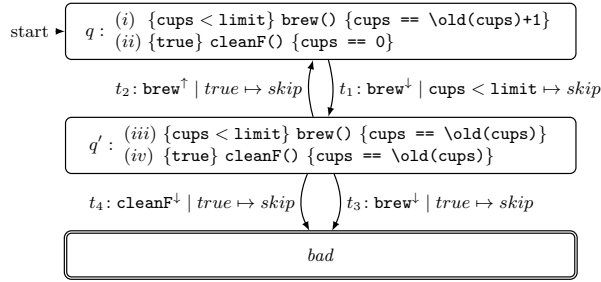 start q : (i) {cups < limit} brew() {cups == \old(cups)+1}
(ii) {true} cleanF() {cups == 0}
t₂: brew↑ | true ↦ skip t₁: brew↓ | cups < limit ↦ skip
q′ : (iii) {cups < limit} brew() {cups == \old(cups)}
(iv) {true} cleanF() {cups == \old(cups)}
t₄: cleanF↓ | true ↦ skip t₃: brew↓ | true ↦ skip
bad